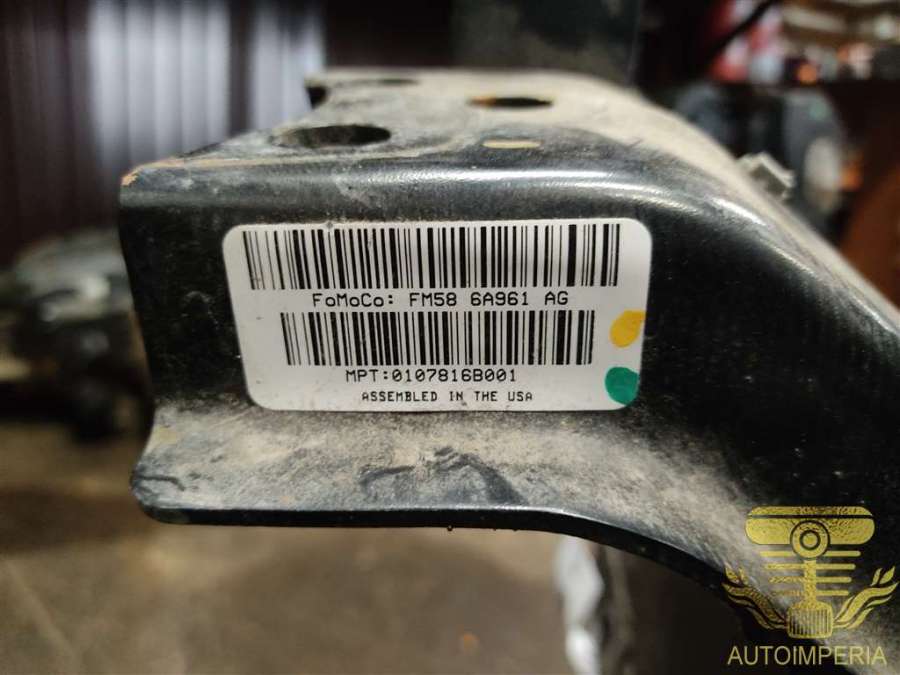 FoMoCo: FM58 6A961 AG
MPT:0107816B001
ASSEMBLED IN THE USA
AUTOIMPERIA